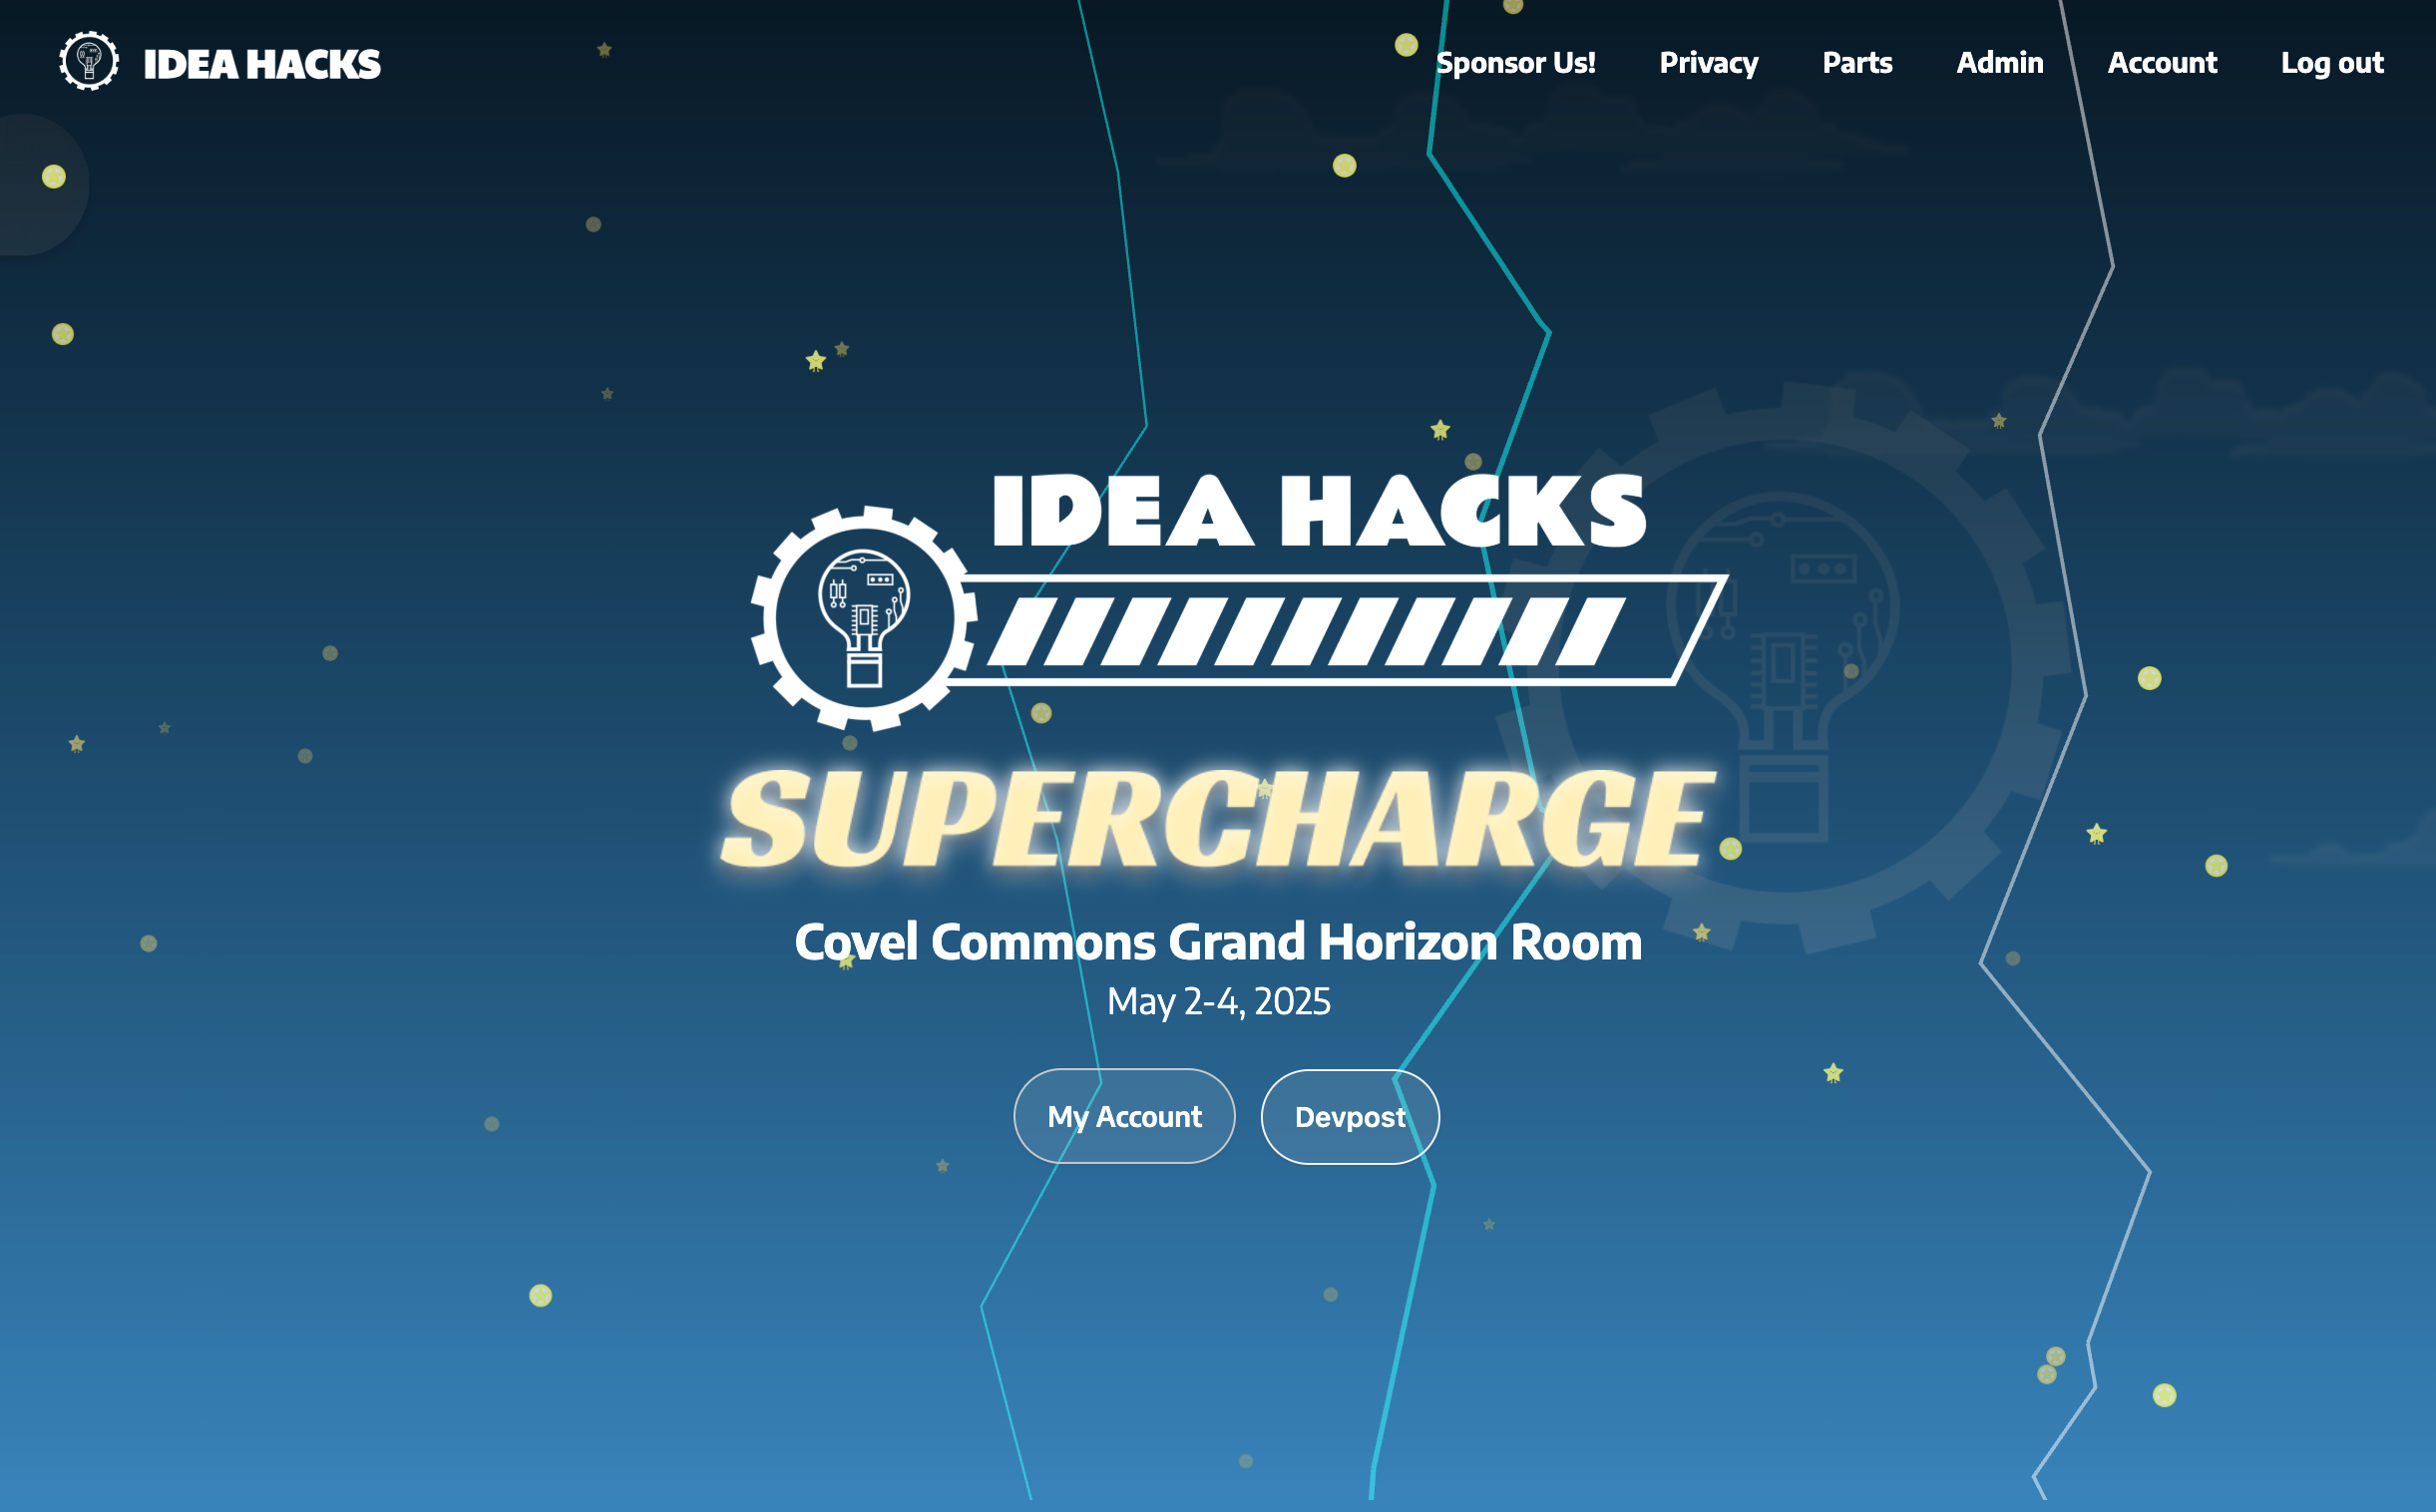 IDEA HACKS
Sponsor Us! Privacy Parts Admin Account Log out
IDEA HACKS
SUPERCHARGE
Covel Commons Grand Horizon Room
May 2-4, 2025
My Account
Devpost